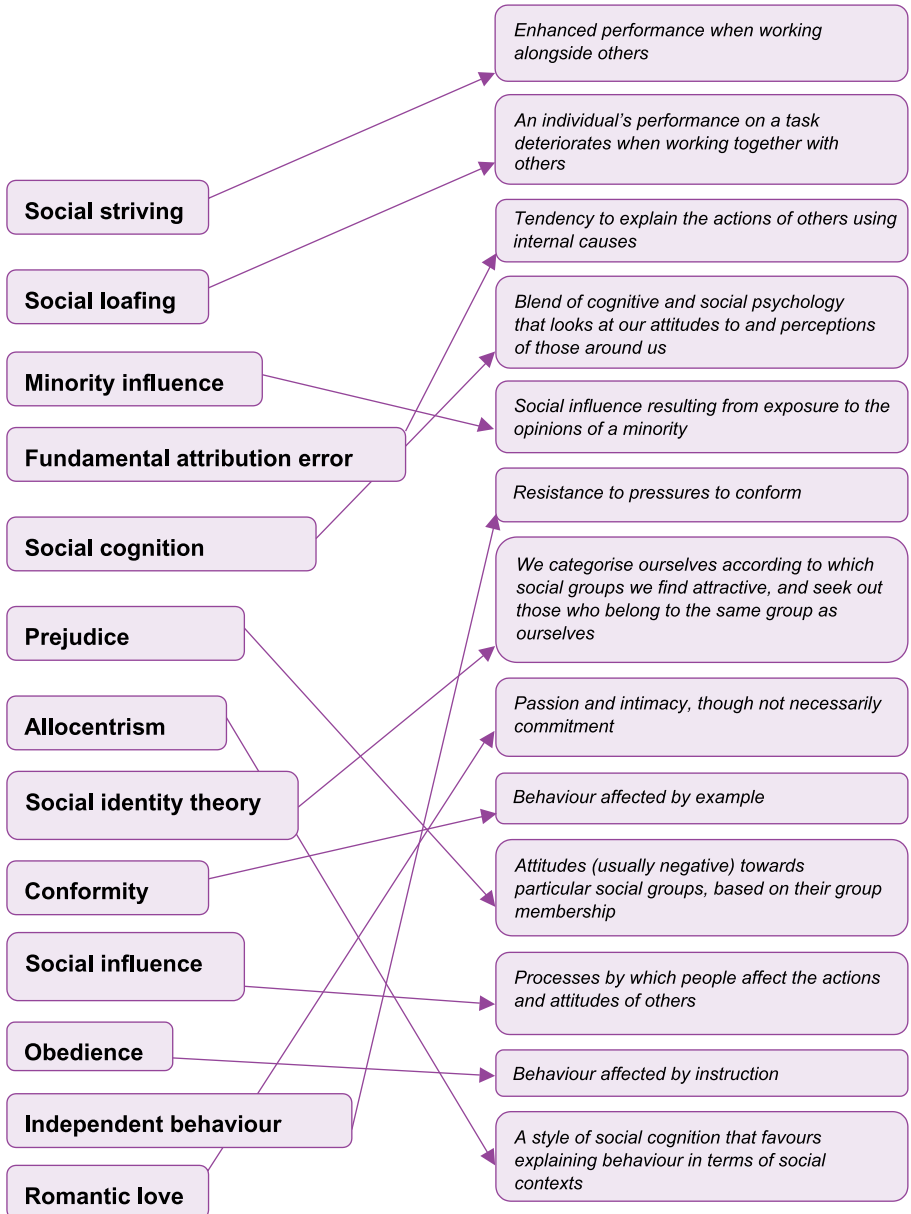 Social striving
Social loafing
Minority influence
Fundamental attribution error
Social cognition
Prejudice
Allocentrism
Social identity theory
Conformity
Social influence
Obedience
Independent behaviour
Romantic love
Enhanced performance when working
alongside others
An individual’s performance on a task
deteriorates when working together with
others
Tendency to explain the actions of others using
internal causes
Blend of cognitive and social psychology
that looks at our attitudes to and perceptions
of those around us
Social influence resulting from exposure to the
opinions of a minority
Resistance to pressures to conform
We categorise ourselves according to which
social groups we find attractive, and seek out
those who belong to the same group as
ourselves
Passion and intimacy, though not necessarily
commitment
Behaviour affected by example
Attitudes (usually negative) towards
particular social groups, based on their group
membership
Processes by which people affect the actions
and attitudes of others
Behaviour affected by instruction
A style of social cognition that favours
explaining behaviour in terms of social
contexts